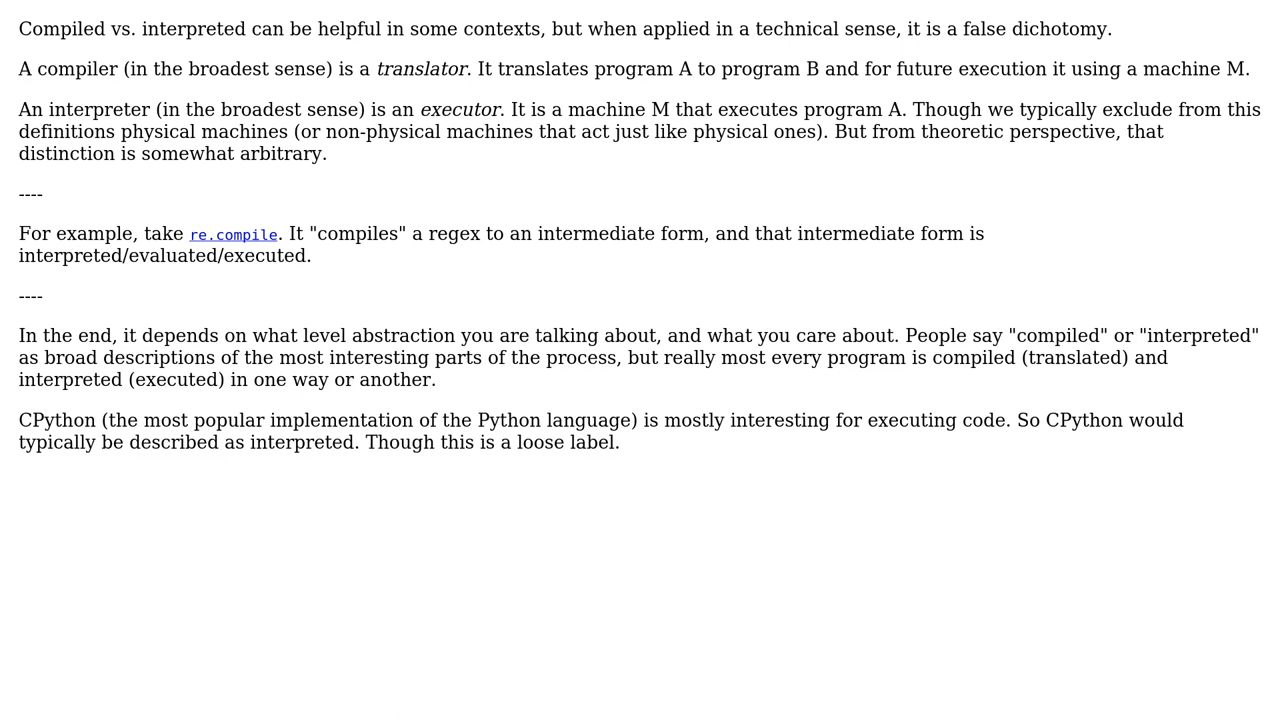 Compiled vs. interpreted can be helpful in some contexts, but when applied in a technical sense, it is a false dichotomy.
A compiler (in the broadest sense) is a translator. It translates program A to program B and for future execution it using a machine M.
An interpreter (in the broadest sense) is an executor. It is a machine M that executes program A. Though we typically exclude from this
definitions physical machines (or non-physical machines that act just like physical ones). But from theoretic perspective, that
distinction is somewhat arbitrary.
----
For example, take re.compile. It "compiles" a regex to an intermediate form, and that intermediate form is
interpreted/evaluated/executed.
----
In the end, it depends on what level abstraction you are talking about, and what you care about. People say "compiled" or "interpreted"
as broad descriptions of the most interesting parts of the process, but really most every program is compiled (translated) and
interpreted (executed) in one way or another.
CPython (the most popular implementation of the Python language) is mostly interesting for executing code. So CPython would
typically be described as interpreted. Though this is a loose label.